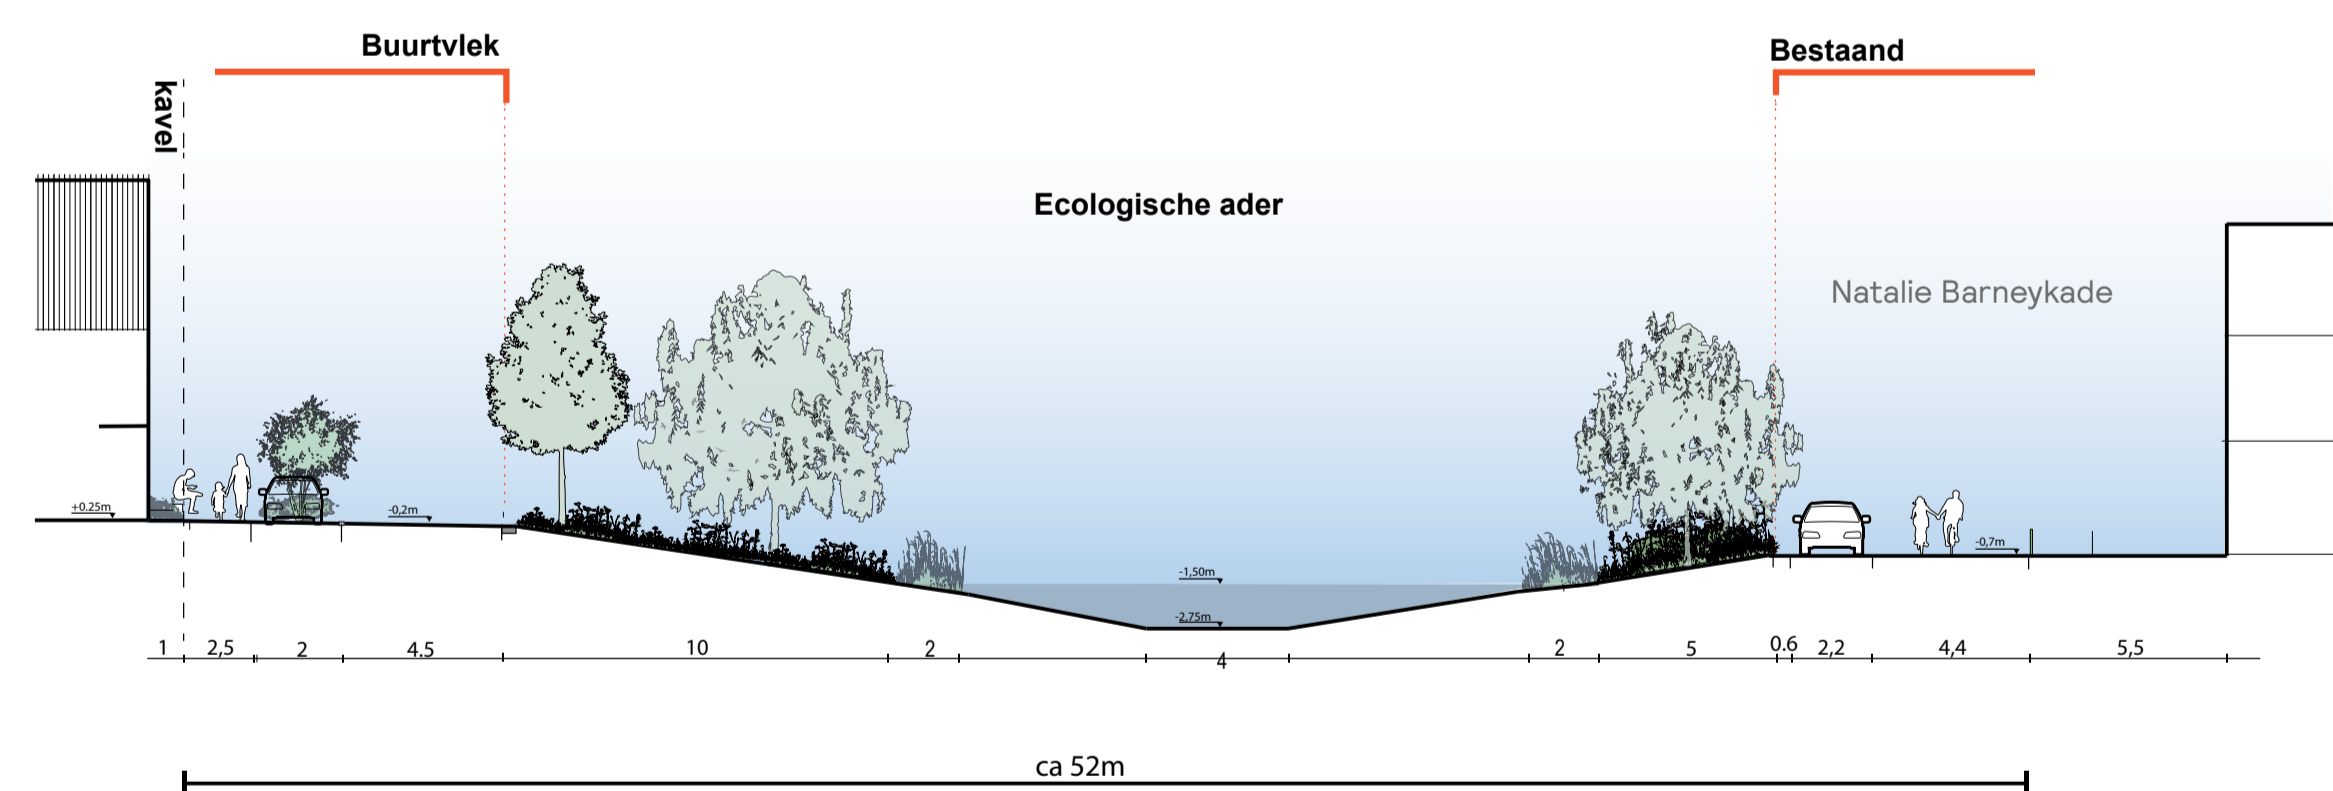 Buurtvlek
Bestaand
kavel
Ecologische ader
Natalie Barneykade
+0.25m
-0,2m
-0,7m
-1,50m
-2,75m
1 2,5 2 4.5 10 2 4 2 5 0.6 2,2 4,4 5,5
ca 52m